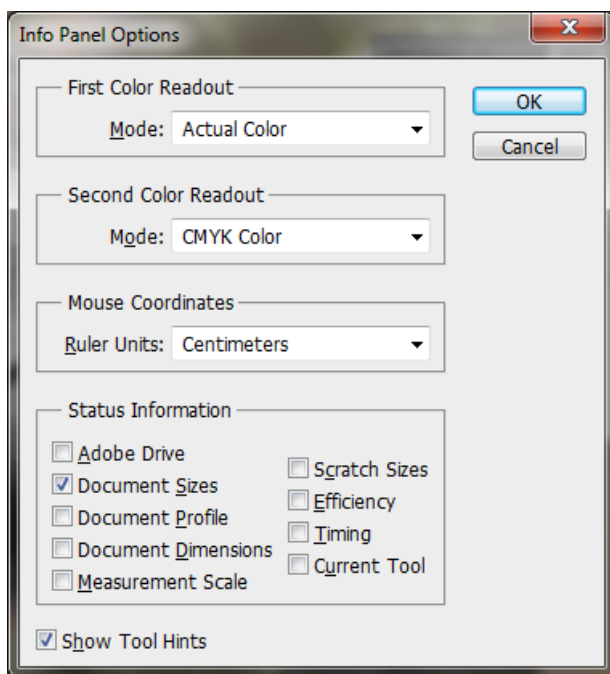 Info Panel Options
x
First Color Readout
Mode: Actual Color
OK
Cancel
Second Color Readout
Mode: CMYK Color
Mouse Coordinates
Ruler Units: Centimeters
Status Information
Adobe Drive
Document Sizes
Document Profile
Document Dimensions
Measurement Scale
Scratch Sizes
Efficiency
Timing
Current Tool
Show Tool Hints